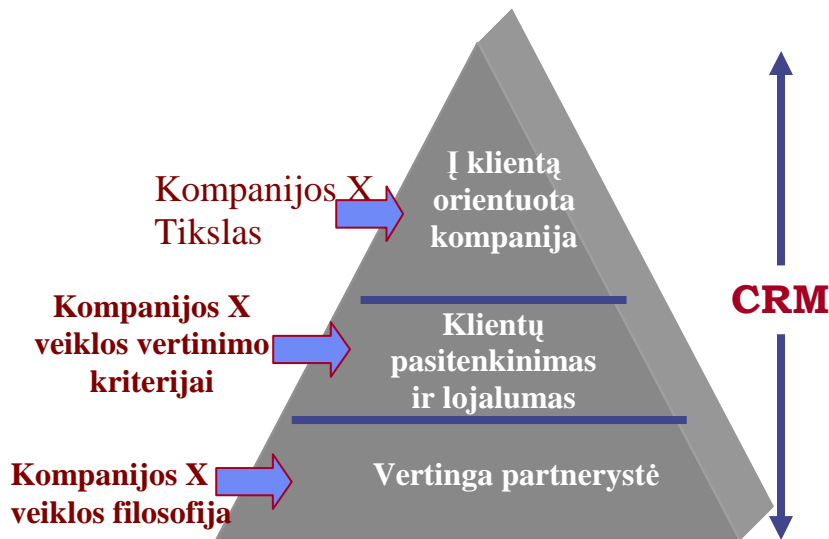 Į klientą
orientuota
kompanija
Kompanijos X
Tikslas
CRM
Kompanijos X
veiklos vertinimo
kriterijai
Klientų
pasitenkinimas
ir lojalumas
Kompanijos X
veiklos filosofija
Vertinga partnerystė